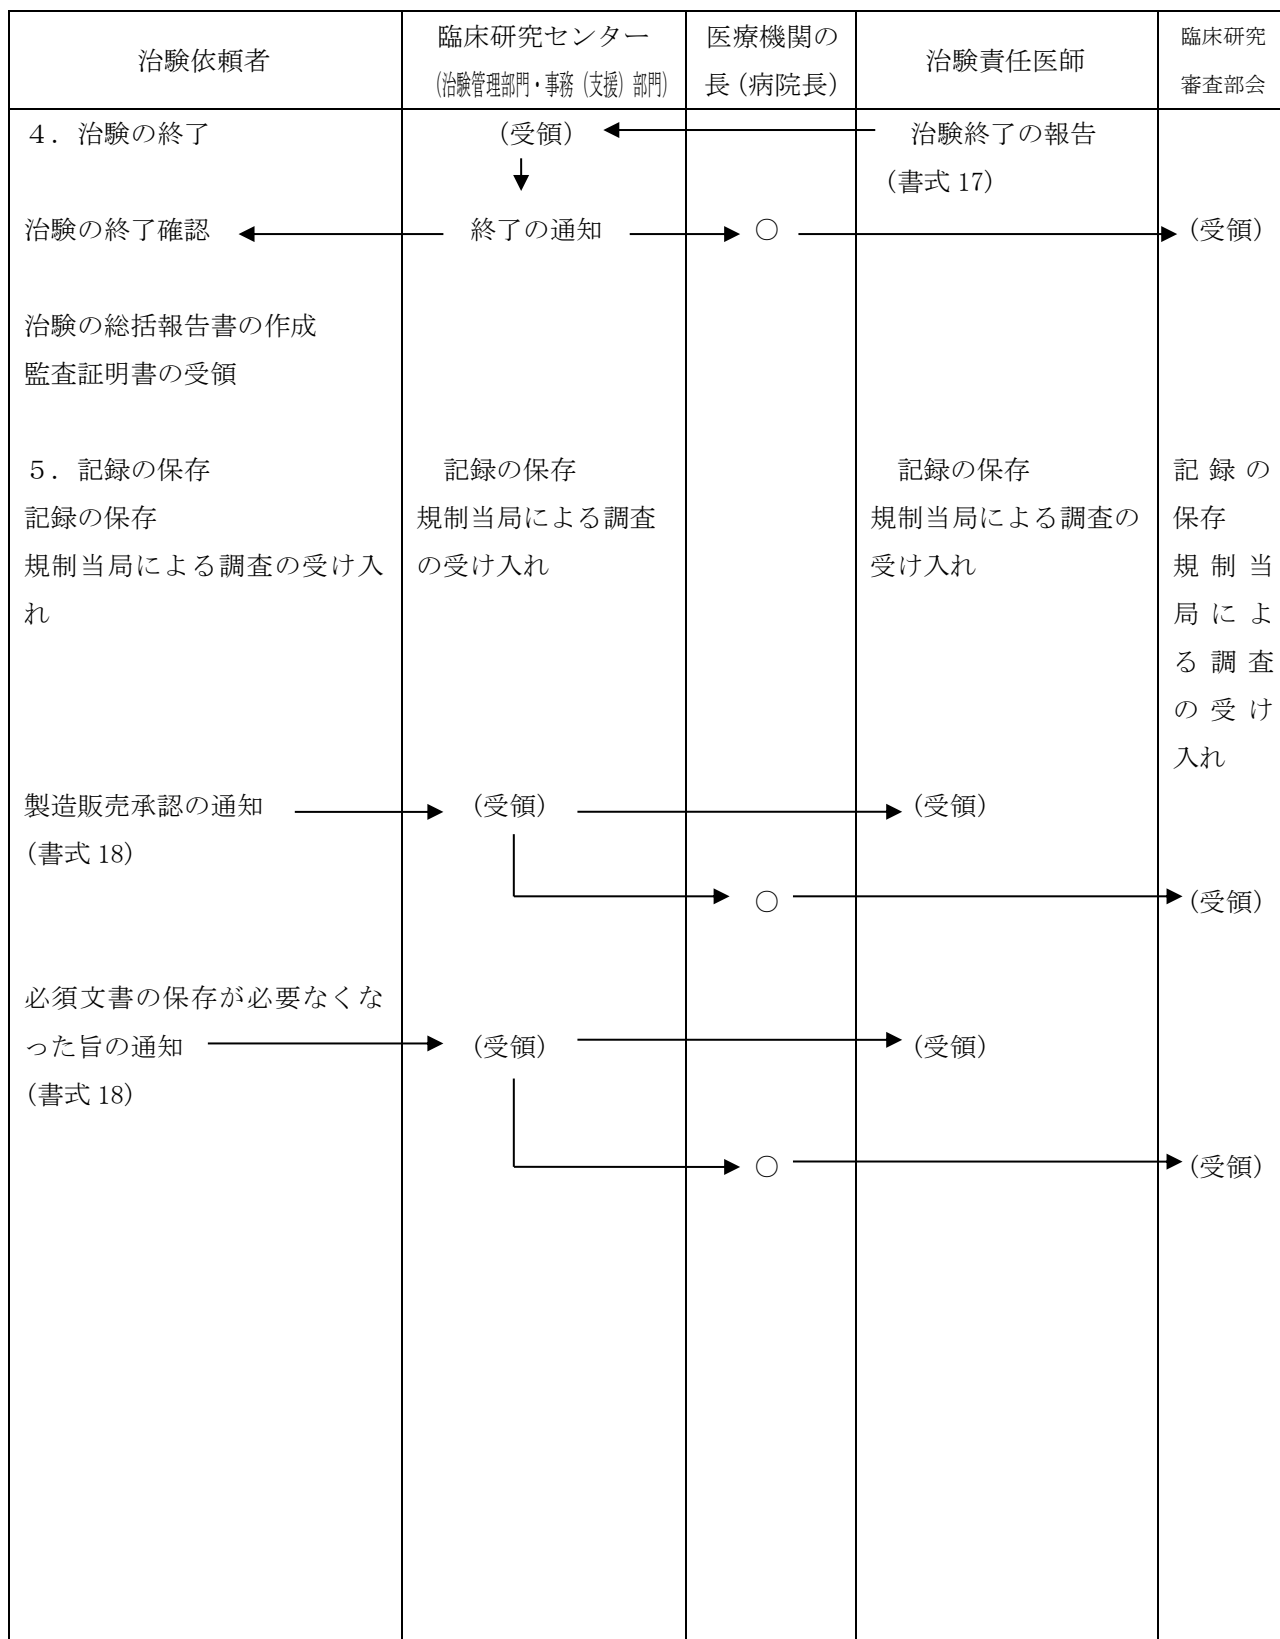 治験依頼者
臨床研究センター
(治験管理部門・事務(支援)部門)
医療機関の
長(病院長)
治験責任医師
臨床研究
審査部会
4．治験の終了
(受領)
治験終了の報告
(書式 17)
治験の終了確認
終了の通知
○
(受領)
治験の総括報告書の作成
監査証明書の受領
5．記録の保存
記録の保存
規制当局による調査の受け入
れ
記録の保存
規制当局による調査
の受け入れ
記録の保存
規制当局による調査の
受け入れ
記録の
保存
規制当
局によ
る調査
の受け
入れ
製造販売承認の通知
(書式 18)
(受領)
(受領)
○
(受領)
必須文書の保存が必要なくな
った旨の通知
(書式 18)
(受領)
(受領)
○
(受領)